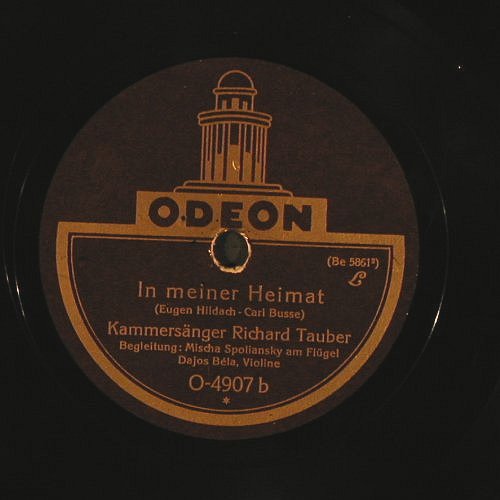 O.D.EON
(Be 5861²)
L
In meiner Heimat
(Eugen Hildach - Carl Busse)
Kammersänger Richard Tauber
Begleitung: Mischa Spoliansky am Flügel
Dajos Béla, Violine
O-4907 b
*